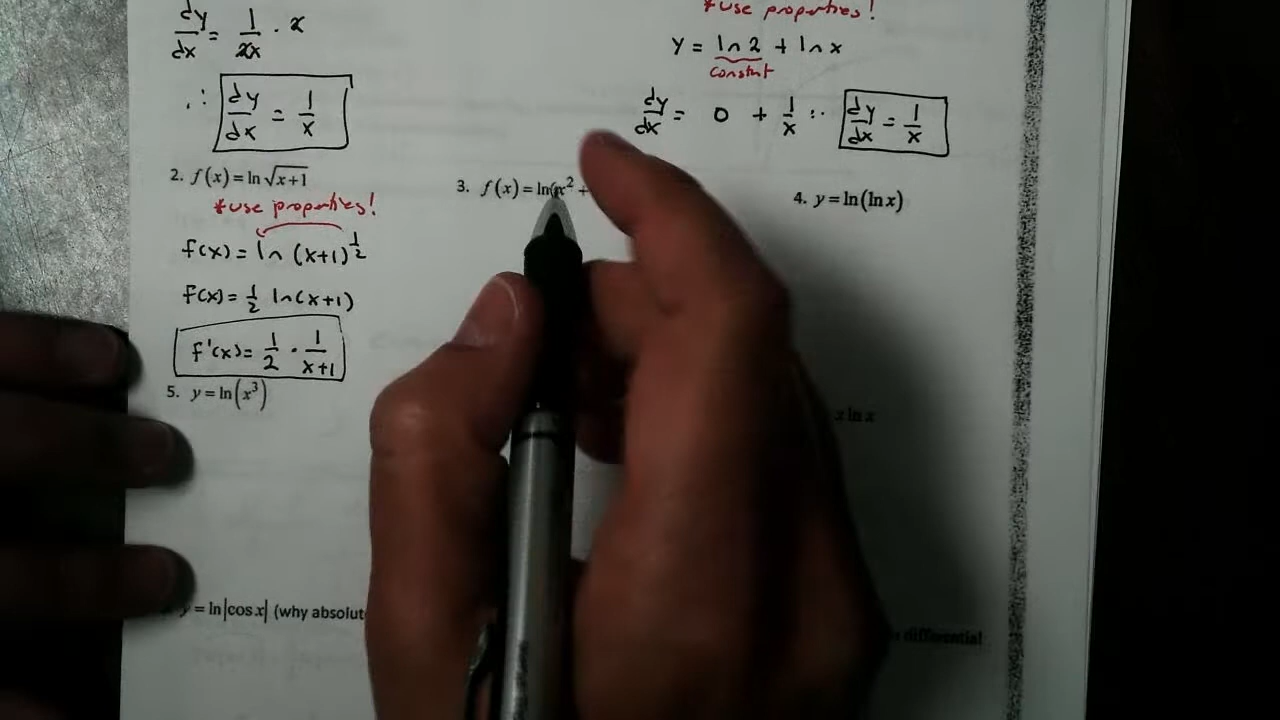 dy/dx = 1/2x · 2
∴ dy/dx = 1/x
*use properties!
y = ln 2 + ln x
constant
dy/dx = 0 + 1/x ∴ dy/dx = 1/x
2. f(x) = ln √x+1
*use properties!
f(x) = ln (x+1)^1/2
f(x) = 1/2 ln(x+1)
f'(x) = 1/2 · 1/x+1
3. f(x) = ln(x² +
4. y = ln(ln x)
5. y = ln(x³)
x ln x
y = ln|cos x| (why absolut
differential